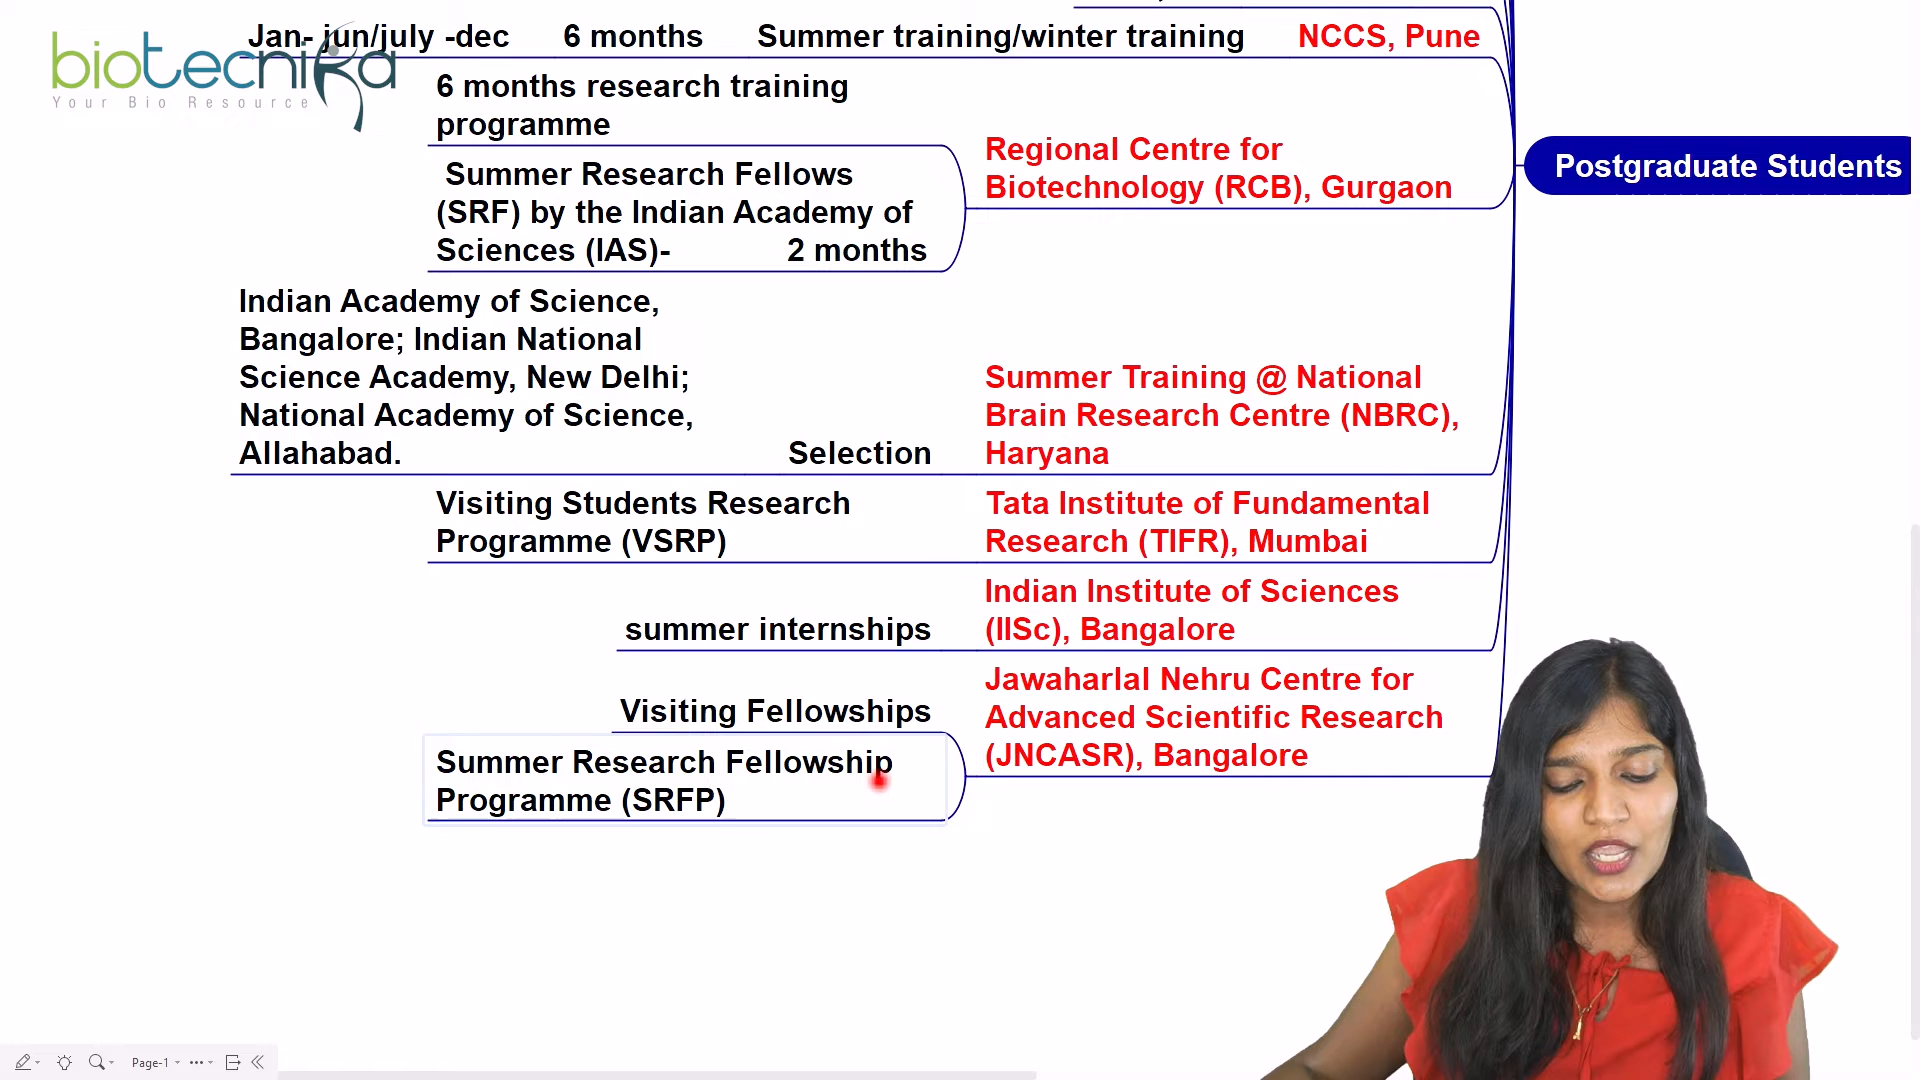 Jan- jun/july -dec 6 months Summer training/winter training NCCS, Pune
biotecnika
Your Bio Resource
6 months research training
programme
Summer Research Fellows
(SRF) by the Indian Academy of
Sciences (IAS)- 2 months
Regional Centre for
Biotechnology (RCB), Gurgaon
Postgraduate Students
Indian Academy of Science,
Bangalore; Indian National
Science Academy, New Delhi;
National Academy of Science,
Allahabad.
Selection
Summer Training @ National
Brain Research Centre (NBRC),
Haryana
Visiting Students Research
Programme (VSRP)
Tata Institute of Fundamental
Research (TIFR), Mumbai
summer internships
Indian Institute of Sciences
(IISc), Bangalore
Visiting Fellowships
Summer Research Fellowship
Programme (SRFP)
Jawaharlal Nehru Centre for
Advanced Scientific Research
(JNCASR), Bangalore
Page-1